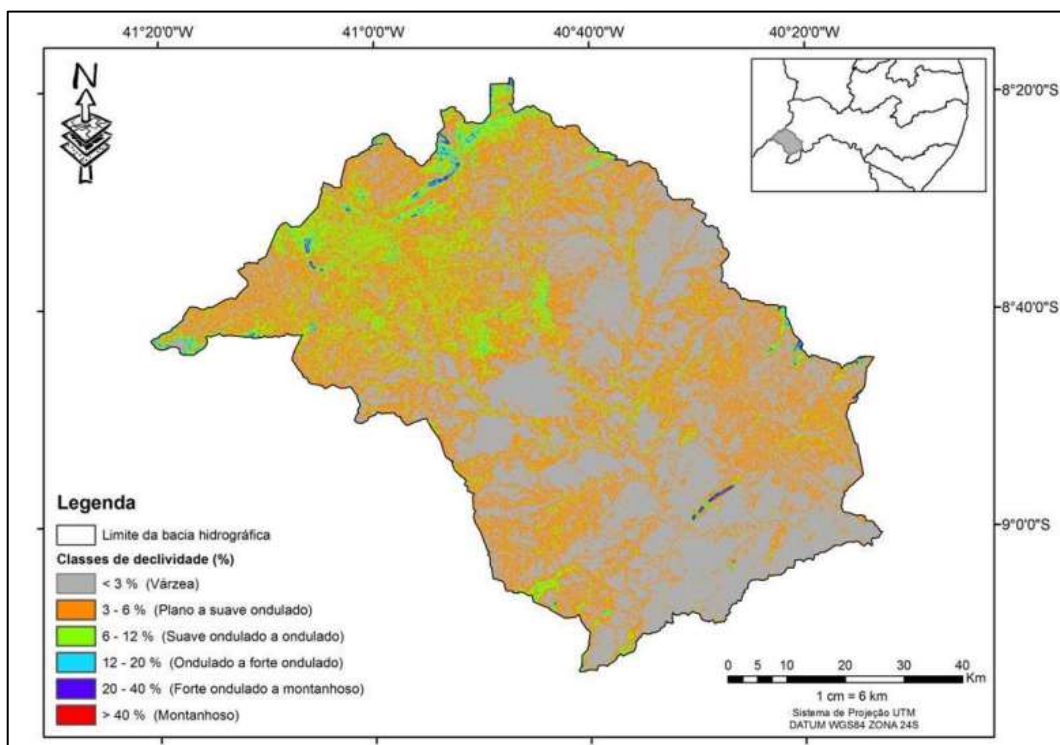 41°20'0"W 41°0'0"W 40°40'0"W 40°20'0"W
N
8°20'0"S
8°40'0"S
9°0'0"S
Legenda
Limite da bacia hidrográfica
Classes de declividade (%)
< 3 % (Várzea)
3 - 6 % (Plano a suave ondulado)
6 - 12 % (Suave ondulado a ondulado)
12 - 20 % (Ondulado a forte ondulado)
20 - 40 % (Forte ondulado a montanhoso)
> 40 % (Montanhoso)
0 5 10 20 30 40
Km
1 cm = 6 km
Sistema de Projeção UTM
DATUM WGS84 ZONA 24S